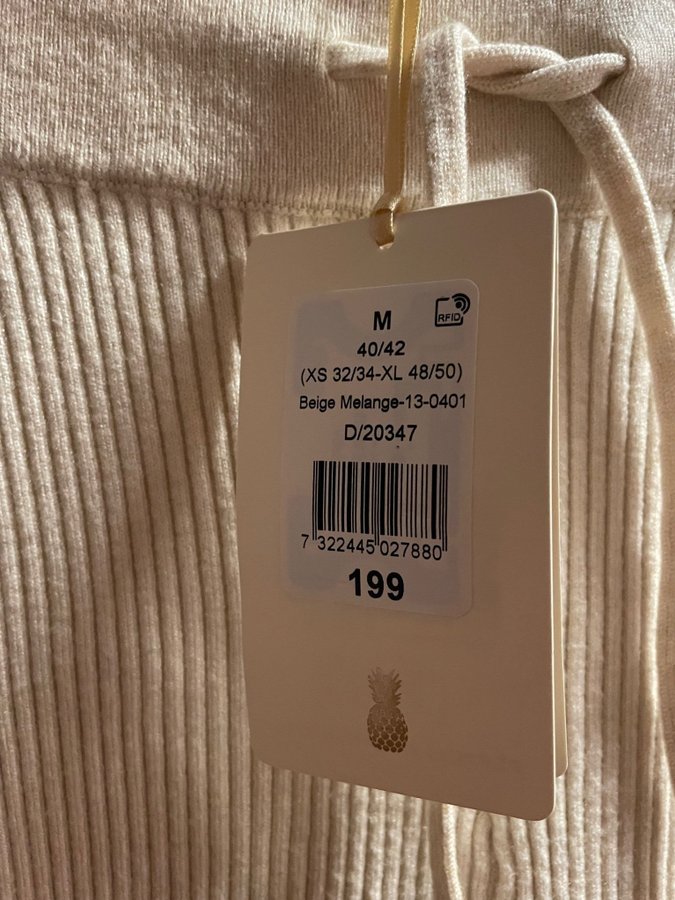 M
RFID
40/42
(XS 32/34-XL 48/50)
Beige Melange-13-0401
D/20347
7 322445 027880
199